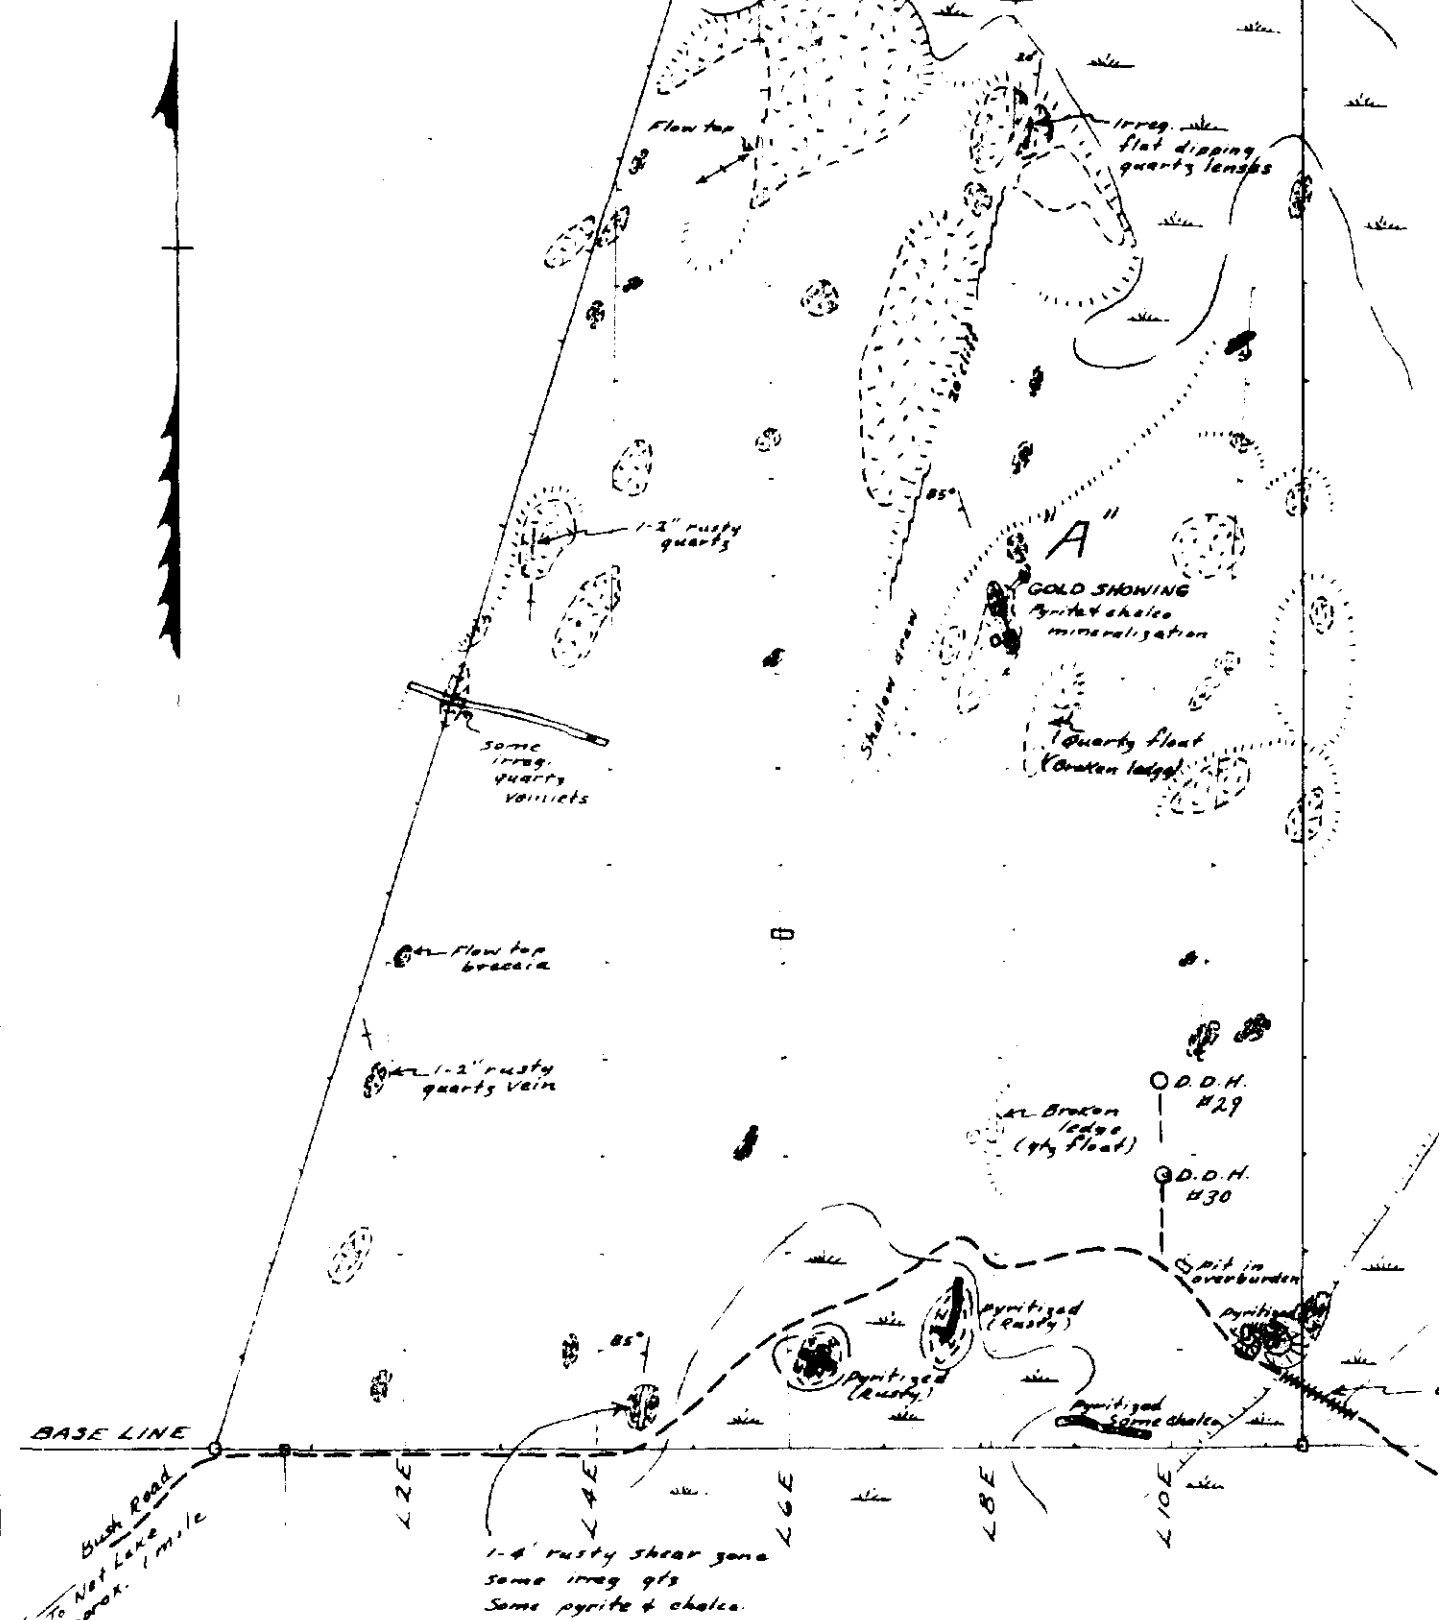 20'
Flow top
Irreg.
flat dipping
quartz lenses
20' cliff
85°
1-2" rusty
quartz
"A"
GOLD SHOWING
Pyrite & chalco
mineralization
Shallow draw
Quartz float
(Broken ledge)
Some
irreg.
quartz
veinlets
Flow top
breccia
1-2" rusty
quartz vein
Broken
ledge
(qtz float)
D.D.H.
#29
D.D.H.
#30
Pit in
overburden
Pyritized
Pyritized
(Rusty)
Pyritized
(Rusty)
85°
Pyritized
Some chalco
BASE LINE
L2E
L4E
L6E
L8E
L10E
Bush Road
To Net Lake
1 mile
1-4' rusty shear zone
Some irreg qtz
Some pyrite & chalco.